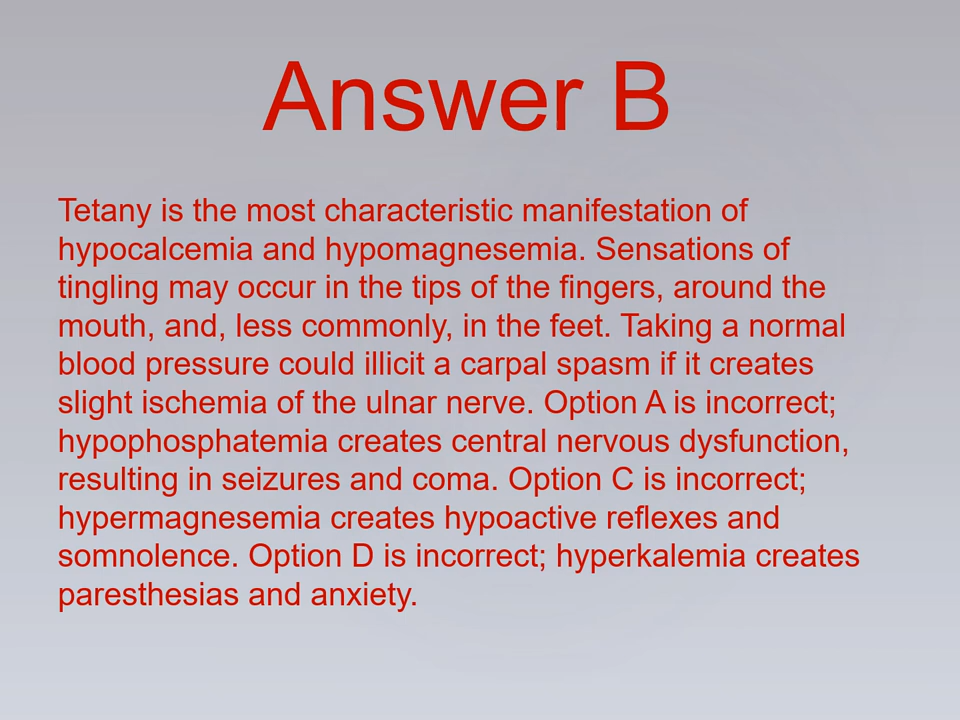 Answer B
Tetany is the most characteristic manifestation of
hypocalcemia and hypomagnesemia. Sensations of
tingling may occur in the tips of the fingers, around the
mouth, and, less commonly, in the feet. Taking a normal
blood pressure could illicit a carpal spasm if it creates
slight ischemia of the ulnar nerve. Option A is incorrect;
hypophosphatemia creates central nervous dysfunction,
resulting in seizures and coma. Option C is incorrect;
hypermagnesemia creates hypoactive reflexes and
somnolence. Option D is incorrect; hyperkalemia creates
paresthesias and anxiety.